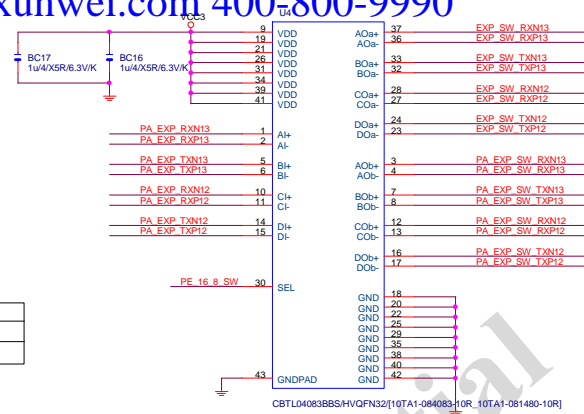 xunwei.com 400-800-9990
VCC3
U4
BC17
1u/4/X5R/6.3V/K
BC16
1u/4/X5R/6.3V/K
9 VDD
19 VDD
21 VDD
26 VDD
31 VDD
34 VDD
39 VDD
41 VDD
PA_EXP_RXN13 1 AI+
PA_EXP_RXP13 2 AI-
PA_EXP_TXN13 5 BI+
PA_EXP_TXP13 6 BI-
PA_EXP_RXN12 10 CI+
PA_EXP_RXP12 11 CI-
PA_EXP_TXN12 14 DI+
PA_EXP_TXP12 15 DI-
PE_16_8_SW 30 SEL
43 GNDPAD
AOa+ 37 EXP_SW_RXN13
AOa- 36 EXP_SW_RXP13
BOa+ 33 EXP_SW_TXN13
BOa- 32 EXP_SW_TXP13
COa+ 28 EXP_SW_RXN12
COa- 27 EXP_SW_RXP12
DOa+ 24 EXP_SW_TXN12
DOa- 23 EXP_SW_TXP12
AOb+ 3 PA_EXP_SW_RXN13
AOb- 4 PA_EXP_SW_RXP13
BOb+ 7 PA_EXP_SW_TXN13
BOb- 8 PA_EXP_SW_TXP13
COb+ 12 PA_EXP_SW_RXN12
COb- 13 PA_EXP_SW_RXP12
DOb+ 16 PA_EXP_SW_TXN12
DOb- 17 PA_EXP_SW_TXP12
GND 18
GND 20
GND 22
GND 25
GND 29
GND 35
GND 38
GND 40
GND 42
CBTL04083BBS/HVQFN32/[10TA1-084083-10R_10TA1-081480-10R]
tial